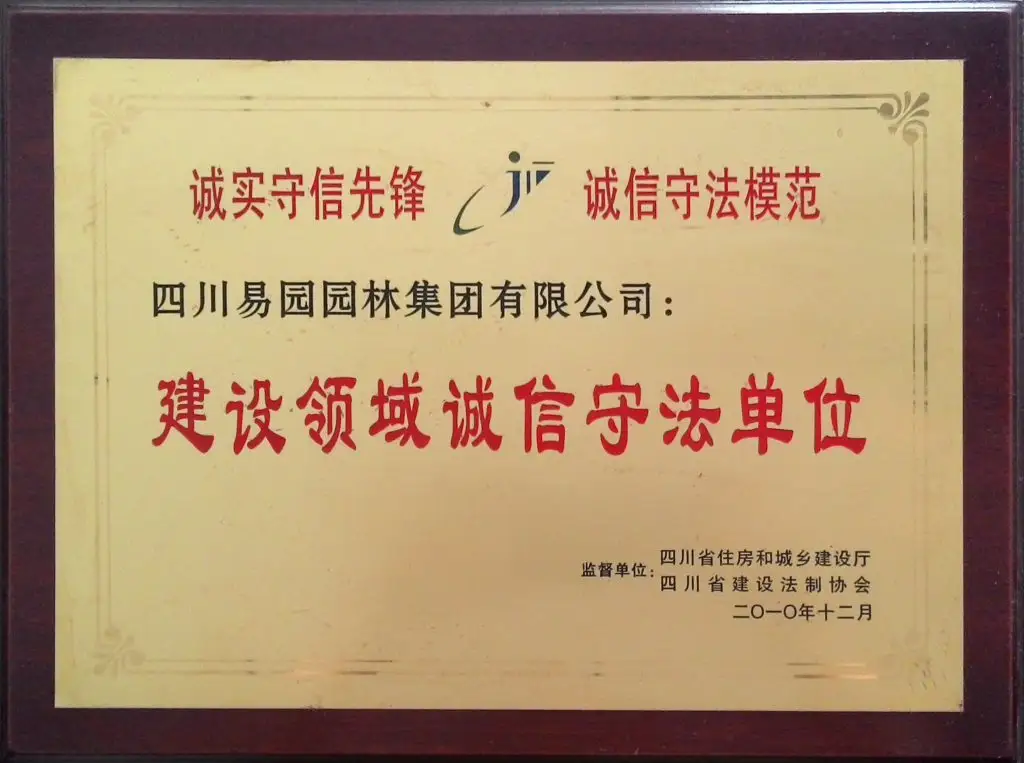 诚实守信先锋 诚信守法模范
四川易园园林集团有限公司：
建设领域诚信守法单位
监督单位：四川省住房和城乡建设厅
四川省建设法制协会
二〇一〇年十二月